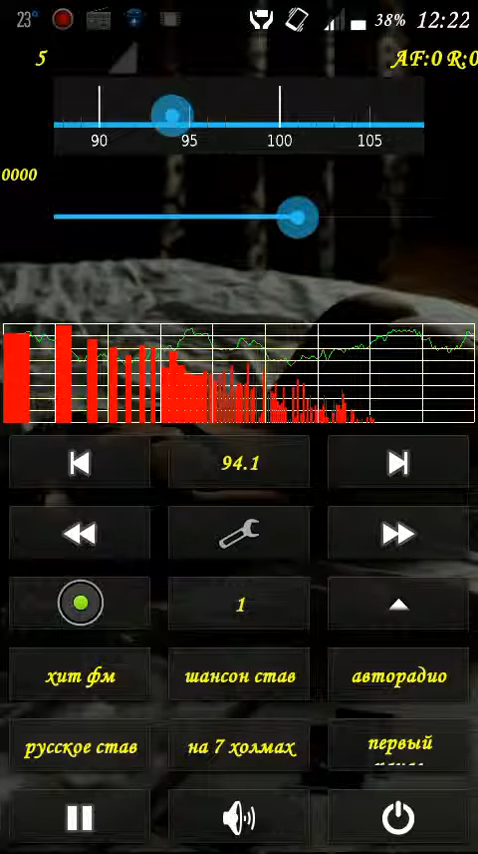 23° 38% 12:22
5 AF:0 R:0
90 95 100 105
0000
94.1
1
хит фм шансон став авторадио
русское став на 7 холмах первый